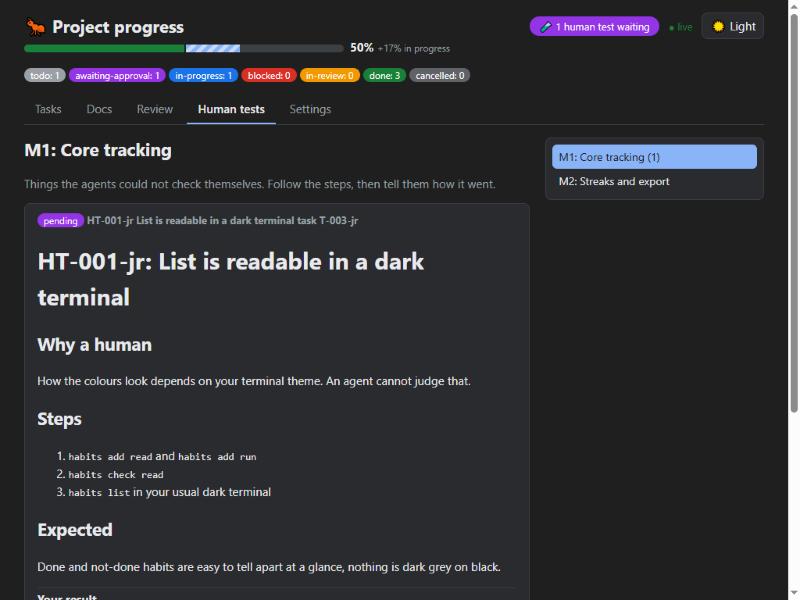 Project progress
1 human test waiting
live
Light
50% +17% in progress
todo: 1 awaiting-approval: 1 in-progress: 1 blocked: 0 in-review: 0 done: 3 cancelled: 0
Tasks Docs Review Human tests Settings
M1: Core tracking
Things the agents could not check themselves. Follow the steps, then tell them how it went.
pending HT-001-jr List is readable in a dark terminal task T-003-jr
HT-001-jr: List is readable in a dark
terminal
Why a human
How the colours look depends on your terminal theme. An agent cannot judge that.
Steps
1. habits add read and habits add run
2. habits check read
3. habits list in your usual dark terminal
Expected
Done and not-done habits are easy to tell apart at a glance, nothing is dark grey on black.
Your result
M1: Core tracking (1)
M2: Streaks and export